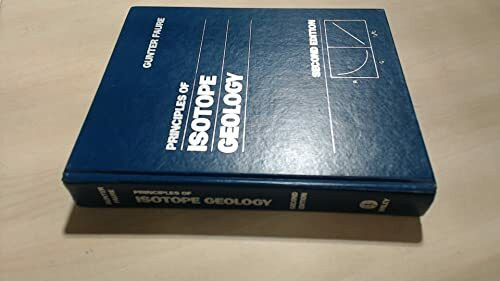 GUNTER FAURE
PRINCIPLES OF
ISOTOPE
GEOLOGY
SECOND EDITION
GUNTER
FAURE
PRINCIPLES OF
ISOTOPE GEOLOGY
SECOND
EDITION
WILEY